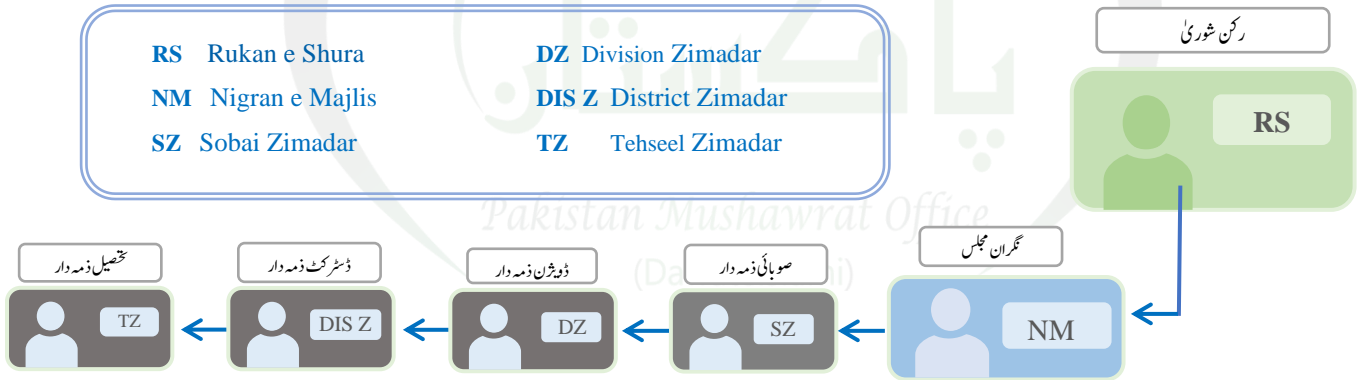 RS Rukan e Shura
NM Nigran e Majlis
SZ Sobai Zimadar
DZ Division Zimadar
DIS Z District Zimadar
TZ Tehseel Zimadar
رکن شوریٰ
RS
پاکستان
Pakistan Mushawrat Office
نگران مجلس
NM
صوبائی ذمہ دار
SZ
ڈویژن ذمہ دار
DZ
ڈسٹرکٹ ذمہ دار
DIS Z
تحصیل ذمہ دار
TZ